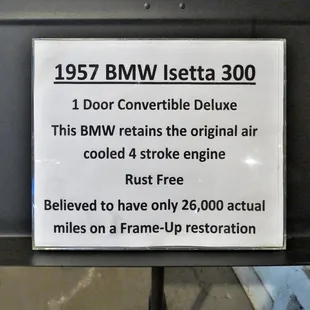 1957 BMW Isetta 300
1 Door Convertible Deluxe
This BMW retains the original air
cooled 4 stroke engine
Rust Free
Believed to have only 26,000 actual
miles on a Frame-Up restoration